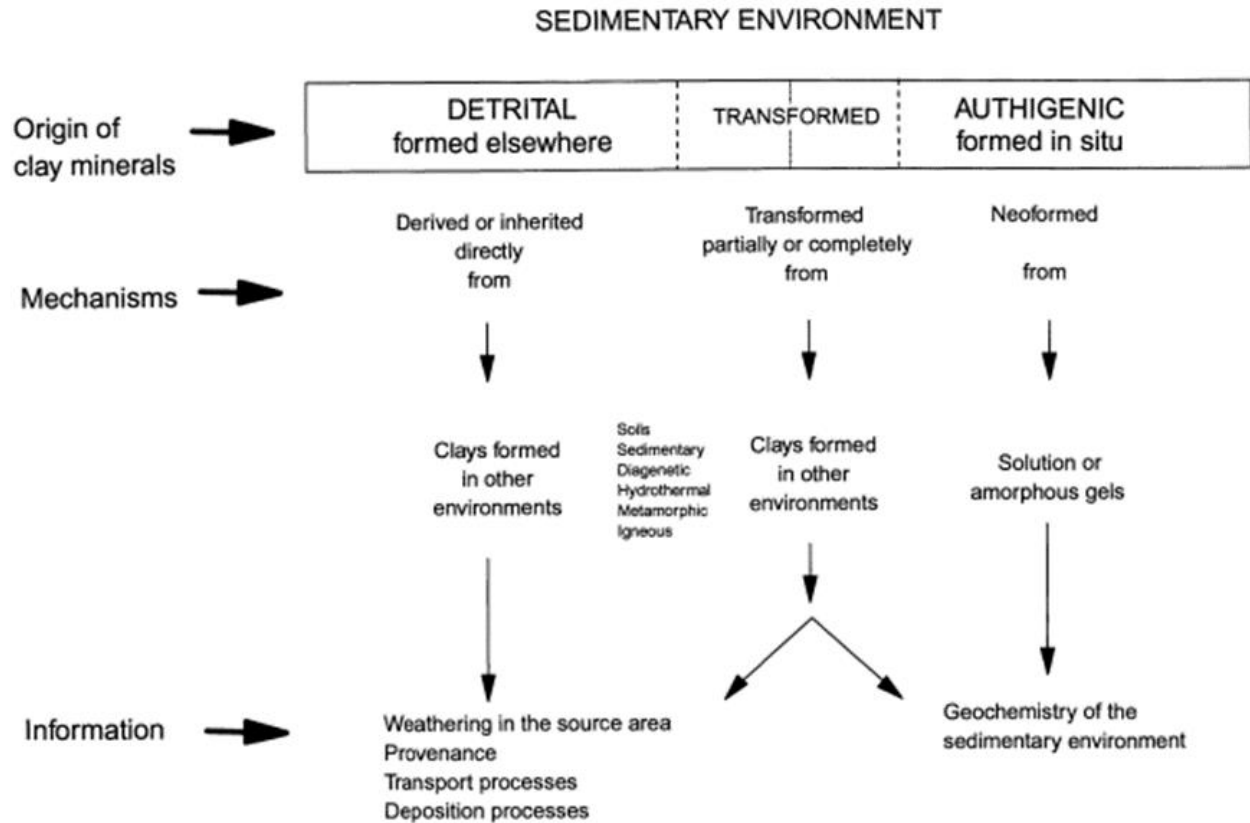 SEDIMENTARY ENVIRONMENT
Origin of
clay minerals
DETRITAL
formed elsewhere
TRANSFORMED
AUTHIGENIC
formed in situ
Mechanisms
Derived or inherited
directly
from
Transformed
partially or completely
from
Neoformed
from
Clays formed
in other
environments
Soils
Sedimentary
Diagenetic
Hydrothermal
Metamorphic
Igneous
Clays formed
in other
environments
Solution or
amorphous gels
Information
Weathering in the source area
Provenance
Transport processes
Deposition processes
Geochemistry of the
sedimentary environment